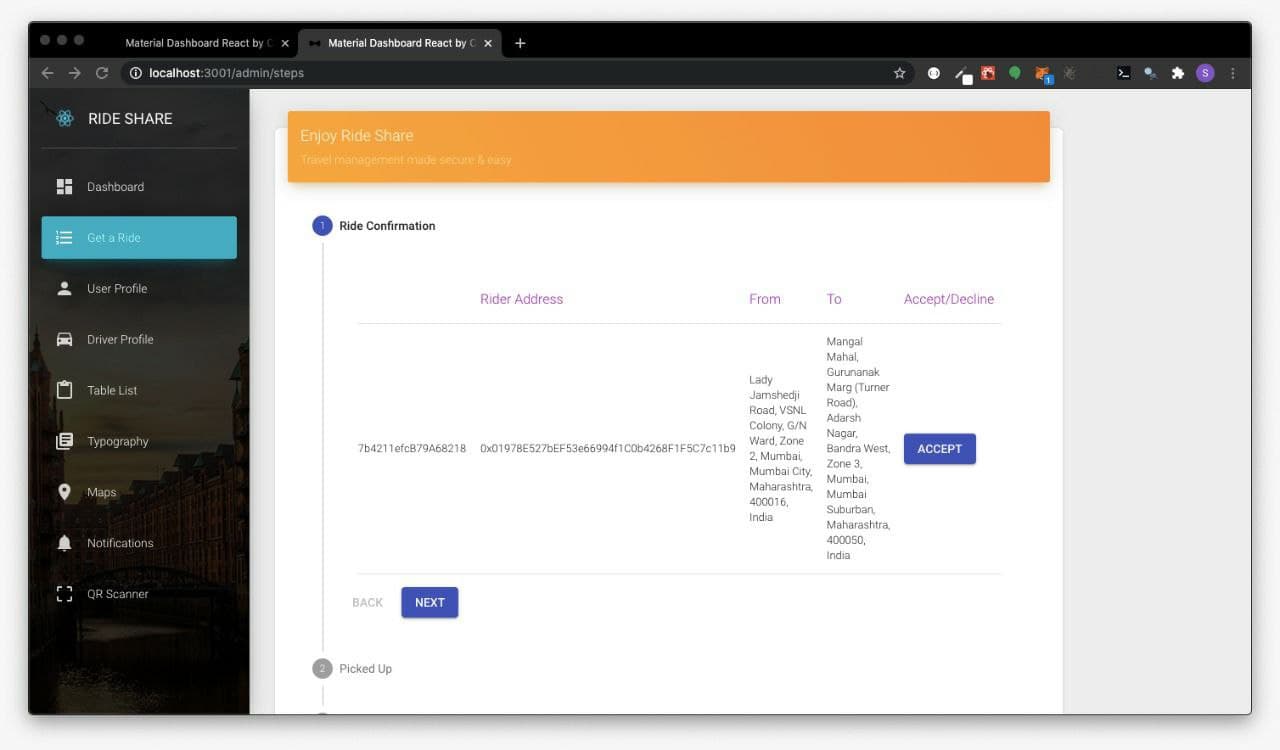 Material Dashboard React by C
Material Dashboard React by C
localhost:3001/admin/steps
1
S
RIDE SHARE
Dashboard
Get a Ride
User Profile
Driver Profile
Table List
Typography
Maps
Notifications
QR Scanner
Enjoy Ride Share
Travel management made secure & easy
1 Ride Confirmation
Rider Address From To Accept/Decline
7b4211efcB79A68218
0x01978E527bEF53e66994f1C0b4268F1F5C7c11b9
Lady
Jamshedji
Road, VSNL
Colony, G/N
Ward, Zone
2, Mumbai,
Mumbai City,
Maharashtra,
400016,
India
Mangal
Mahal,
Gurunanak
Marg (Turner
Road),
Adarsh
Nagar,
Bandra West,
Zone 3,
Mumbai,
Mumbai
Suburban,
Maharashtra,
400050,
India
ACCEPT
BACK NEXT
2 Picked Up